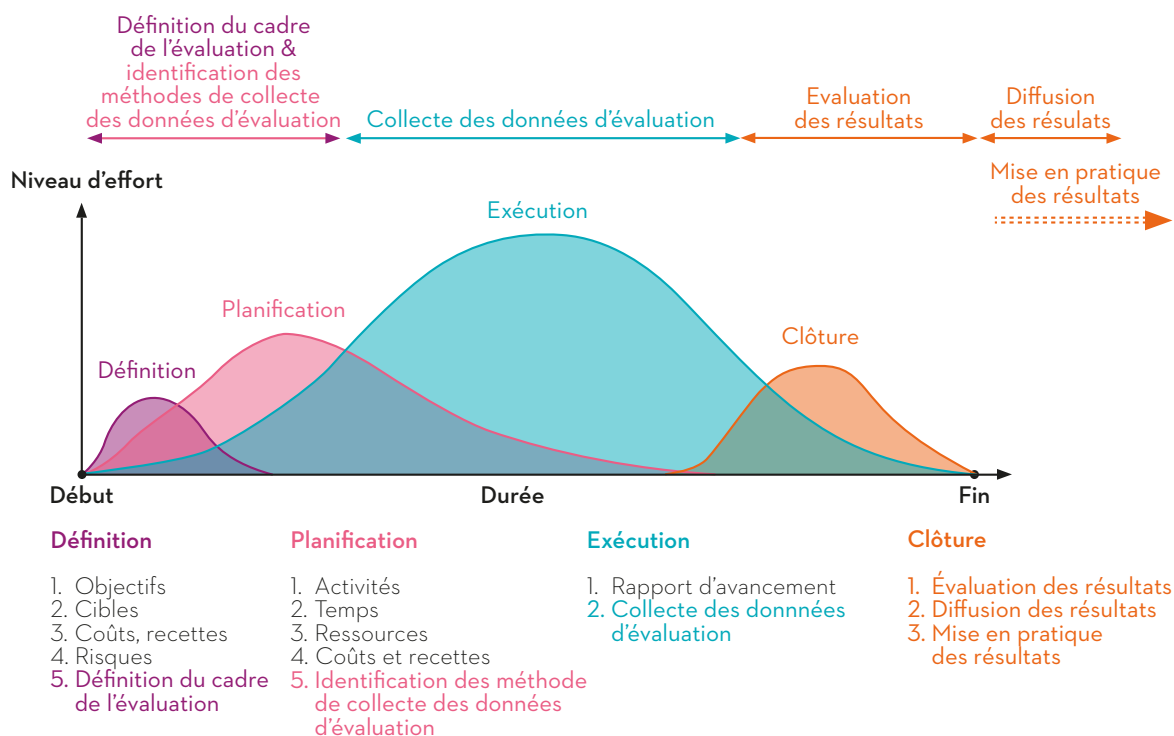 Définition du cadre
de l'évaluation &
identification des
méthodes de collecte
des données d'évaluation
Collecte des données d'évaluation
Evaluation
des résultats
Diffusion
des résulats
Mise en pratique
des résultats
Niveau d'effort
Exécution
Planification
Définition
Clôture
Début
Durée
Fin
Définition
1. Objectifs
2. Cibles
3. Coûts, recettes
4. Risques
5. Définition du cadre
de l'évaluation
Planification
1. Activités
2. Temps
3. Ressources
4. Coûts et recettes
5. Identification des méthode
de collecte des données
d'évaluation
Exécution
1. Rapport d'avancement
2. Collecte des donnnées
d'évaluation
Clôture
1. Évaluation des résultats
2. Diffusion des résultats
3. Mise en pratique
des résultats